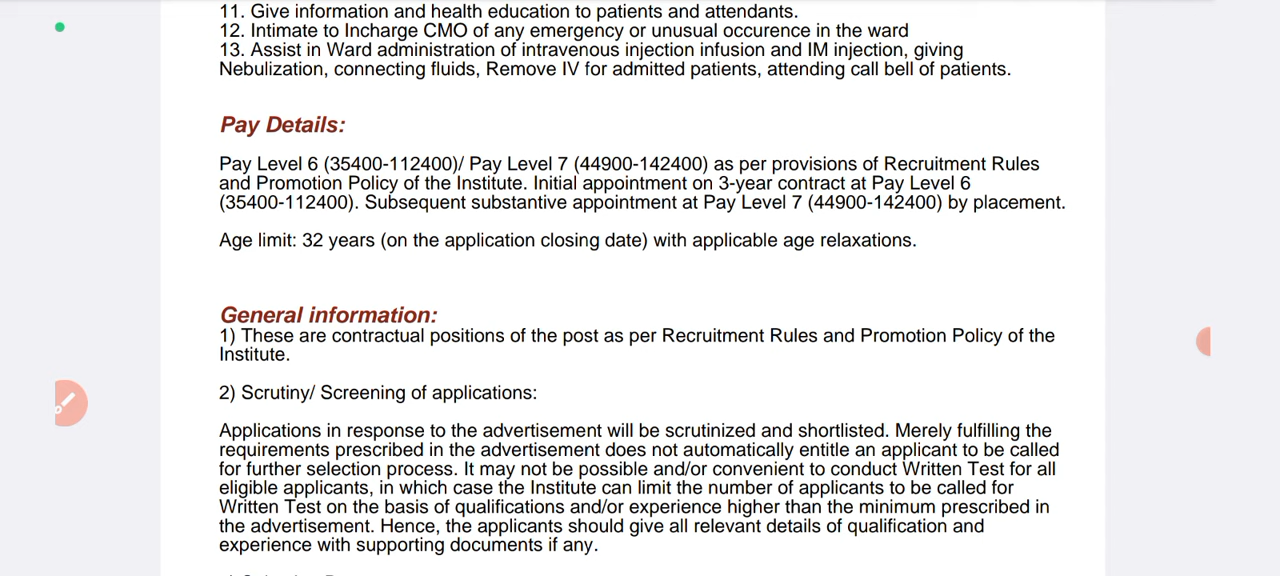 11. Give information and health education to patients and attendants.
12. Intimate to Incharge CMO of any emergency or unusual occurence in the ward
13. Assist in Ward administration of intravenous injection infusion and IM injection, giving
Nebulization, connecting fluids, Remove IV for admitted patients, attending call bell of patients.
Pay Details:
Pay Level 6 (35400-112400)/ Pay Level 7 (44900-142400) as per provisions of Recruitment Rules
and Promotion Policy of the Institute. Initial appointment on 3-year contract at Pay Level 6
(35400-112400). Subsequent substantive appointment at Pay Level 7 (44900-142400) by placement.
Age limit: 32 years (on the application closing date) with applicable age relaxations.
General information:
1) These are contractual positions of the post as per Recruitment Rules and Promotion Policy of the
Institute.
2) Scrutiny/ Screening of applications:
Applications in response to the advertisement will be scrutinized and shortlisted. Merely fulfilling the
requirements prescribed in the advertisement does not automatically entitle an applicant to be called
for further selection process. It may not be possible and/or convenient to conduct Written Test for all
eligible applicants, in which case the Institute can limit the number of applicants to be called for
Written Test on the basis of qualifications and/or experience higher than the minimum prescribed in
the advertisement. Hence, the applicants should give all relevant details of qualification and
experience with supporting documents if any.